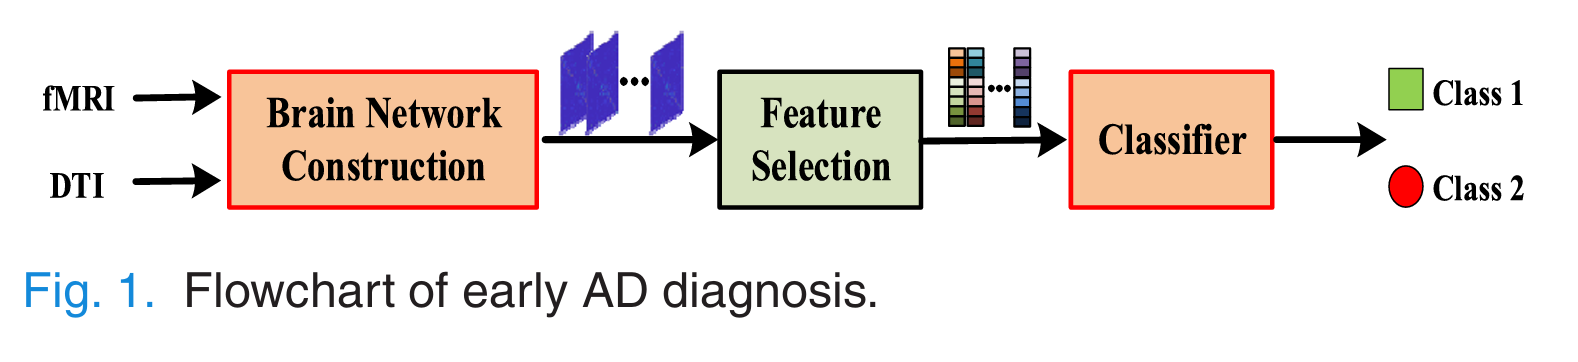 fMRI
DTI
Brain Network
Construction
Feature
Selection
Classifier
Class 1
Class 2
Fig. 1. Flowchart of early AD diagnosis.